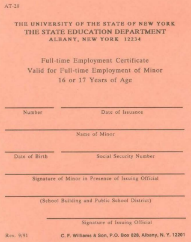 AT-20
THE UNIVERSITY OF THE STATE OF NEW YORK
THE STATE EDUCATION DEPARTMENT
ALBANY, NEW YORK 12234
Full-time Employment Certificate
Valid for Full-time Employment of Minor
16 or 17 Years of Age
Number Date of Issuance
Name of Minor
Date of Birth Social Security Number
Signature of Minor in Presence of Issuing Official
(School Building and Public School District)
Signature of Issuing Official
Rev. 5/91 C. F. Williams & Son, P.O. Box 529, Albany, N. Y. 12201